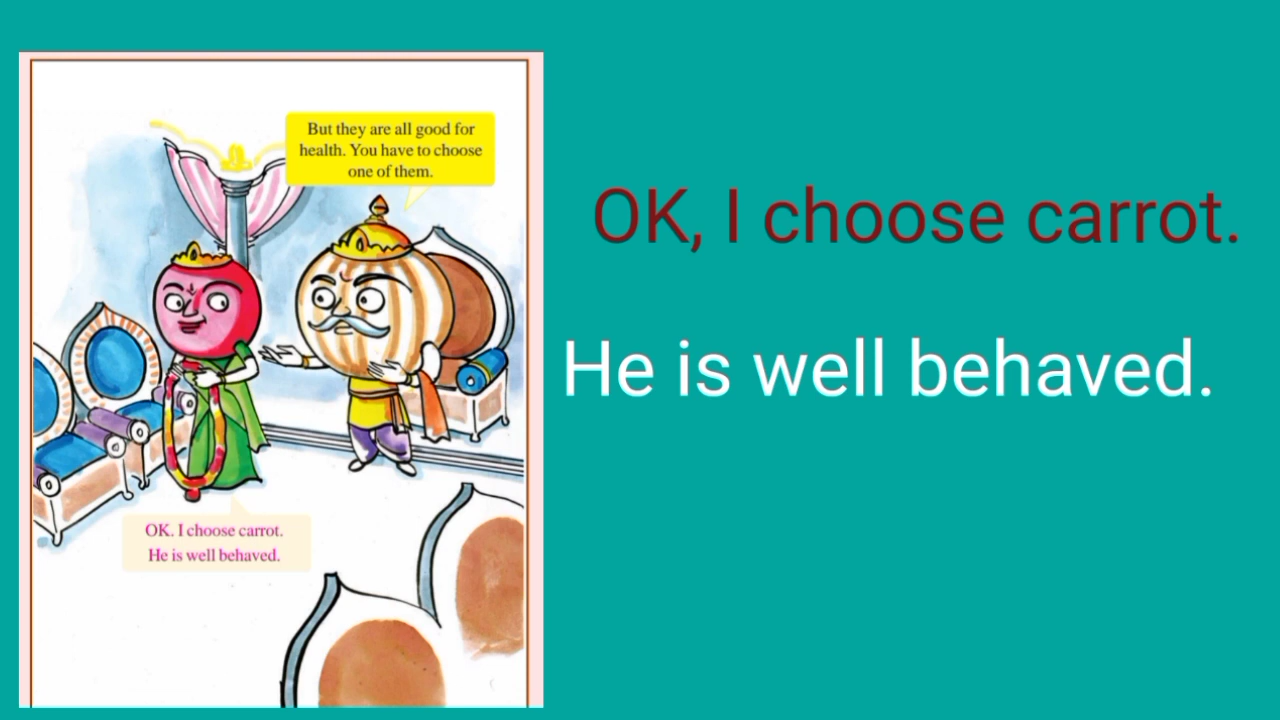 But they are all good for
health. You have to choose
one of them.
OK. I choose carrot.
He is well behaved.
OK, I choose carrot.
He is well behaved.